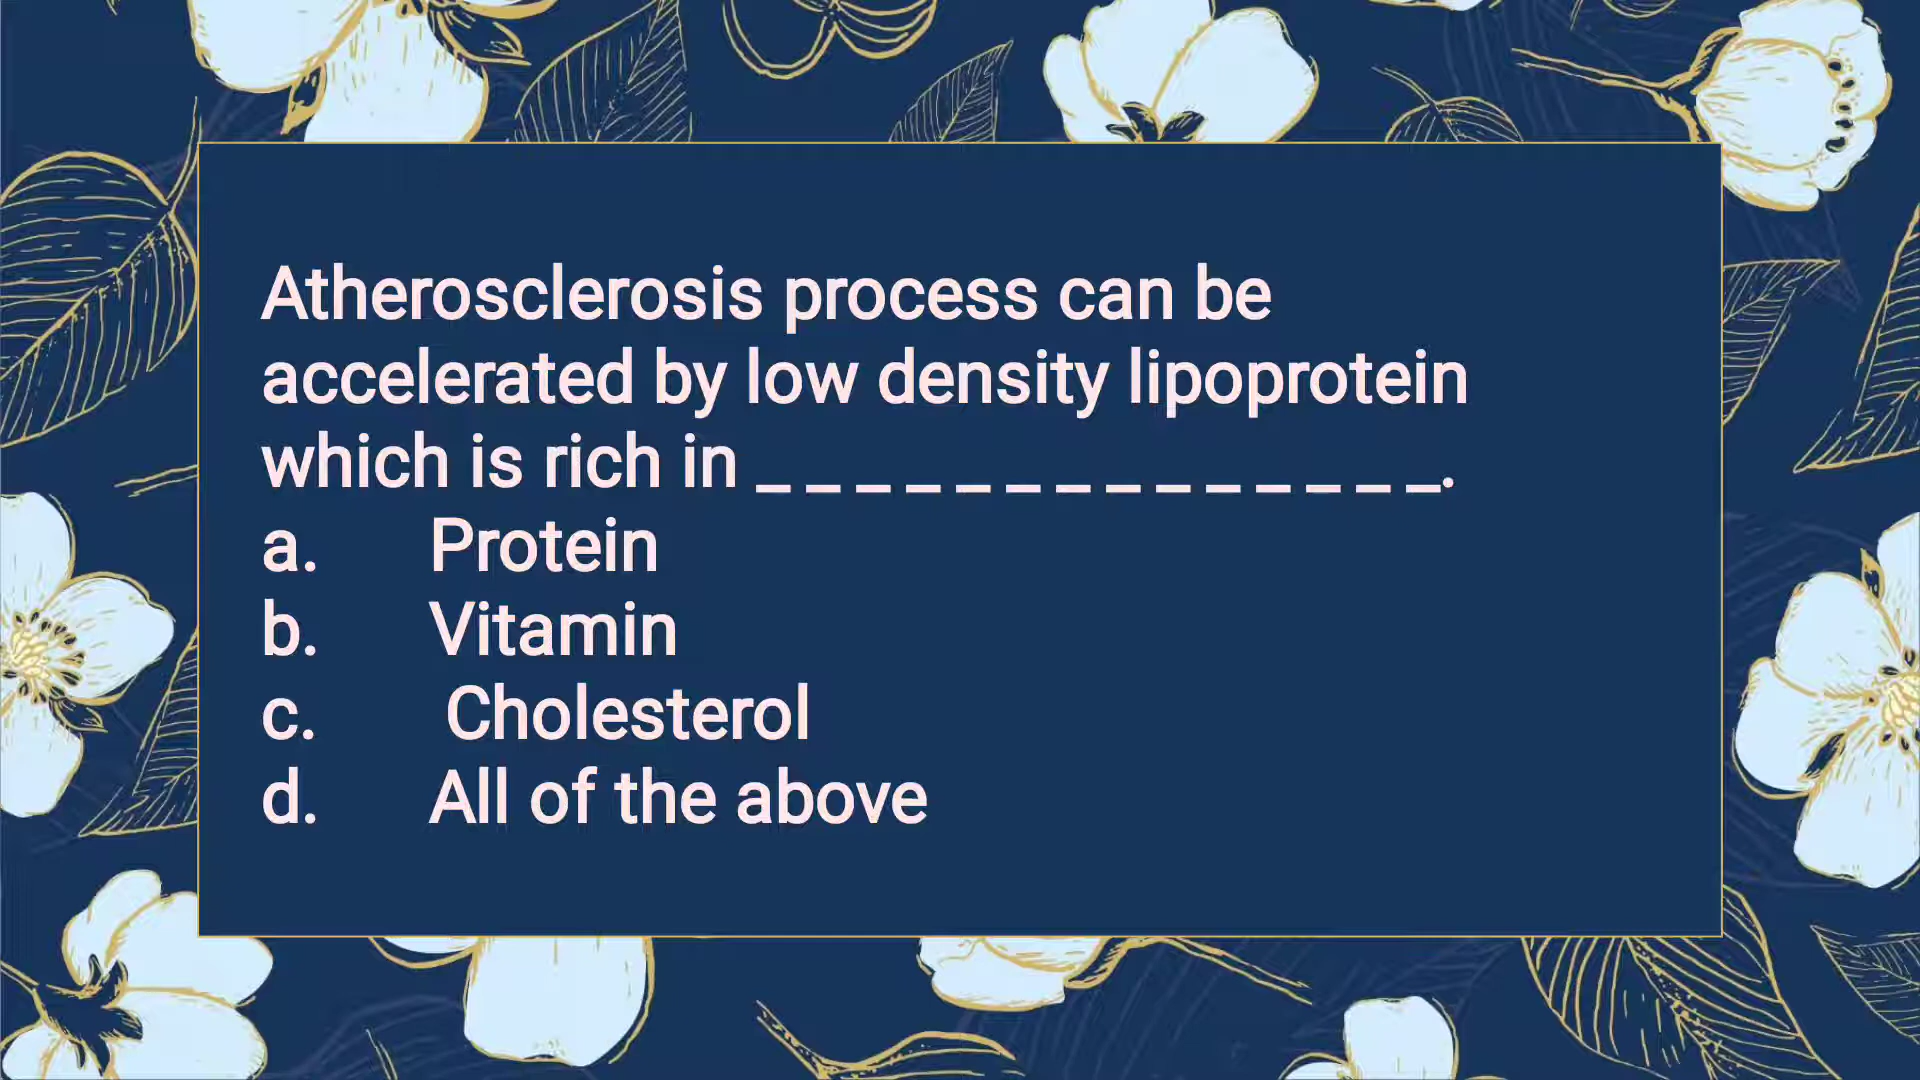 Atherosclerosis process can be
accelerated by low density lipoprotein
which is rich in _ _ _ _ _ _ _ _ _ _ _ _ _ _.
a. Protein
b. Vitamin
c. Cholesterol
d. All of the above